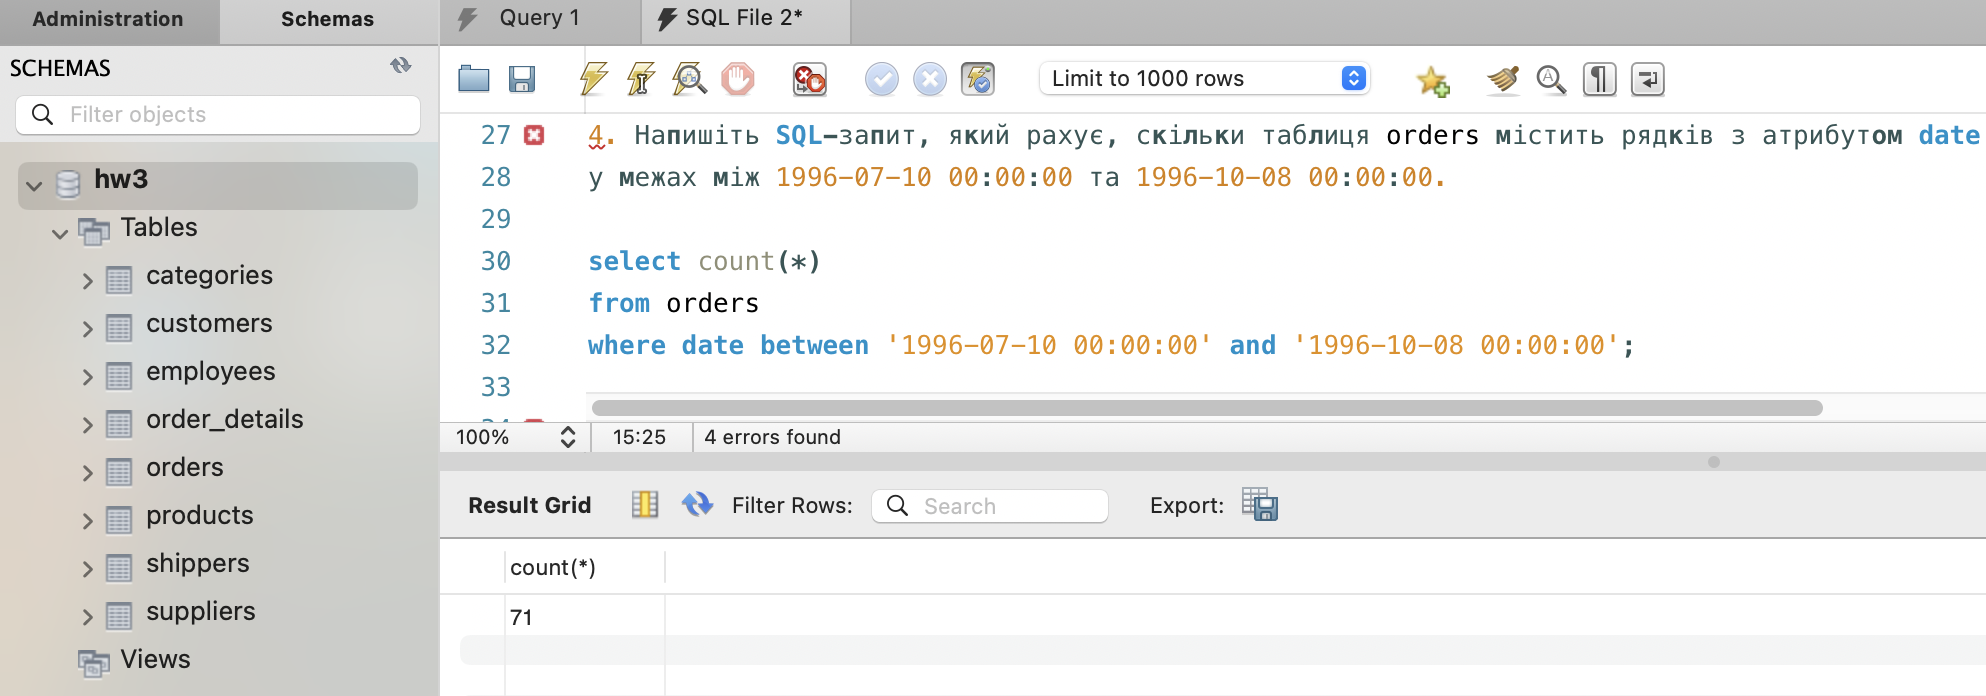 Administration
Schemas
Query 1
SQL File 2*
SCHEMAS
Filter objects
hw3
Tables
categories
customers
employees
order_details
orders
products
shippers
suppliers
Views
Limit to 1000 rows
27 4. Напишіть SQL-запит, який рахує, скільки таблиця orders містить рядків з атрибутом date
28 у межах між 1996-07-10 00:00:00 та 1996-10-08 00:00:00.
29
30 select count(*)
31 from orders
32 where date between '1996-07-10 00:00:00' and '1996-10-08 00:00:00';
33
100%
15:25
4 errors found
Result Grid
Filter Rows:
Search
Export:
count(*)
71